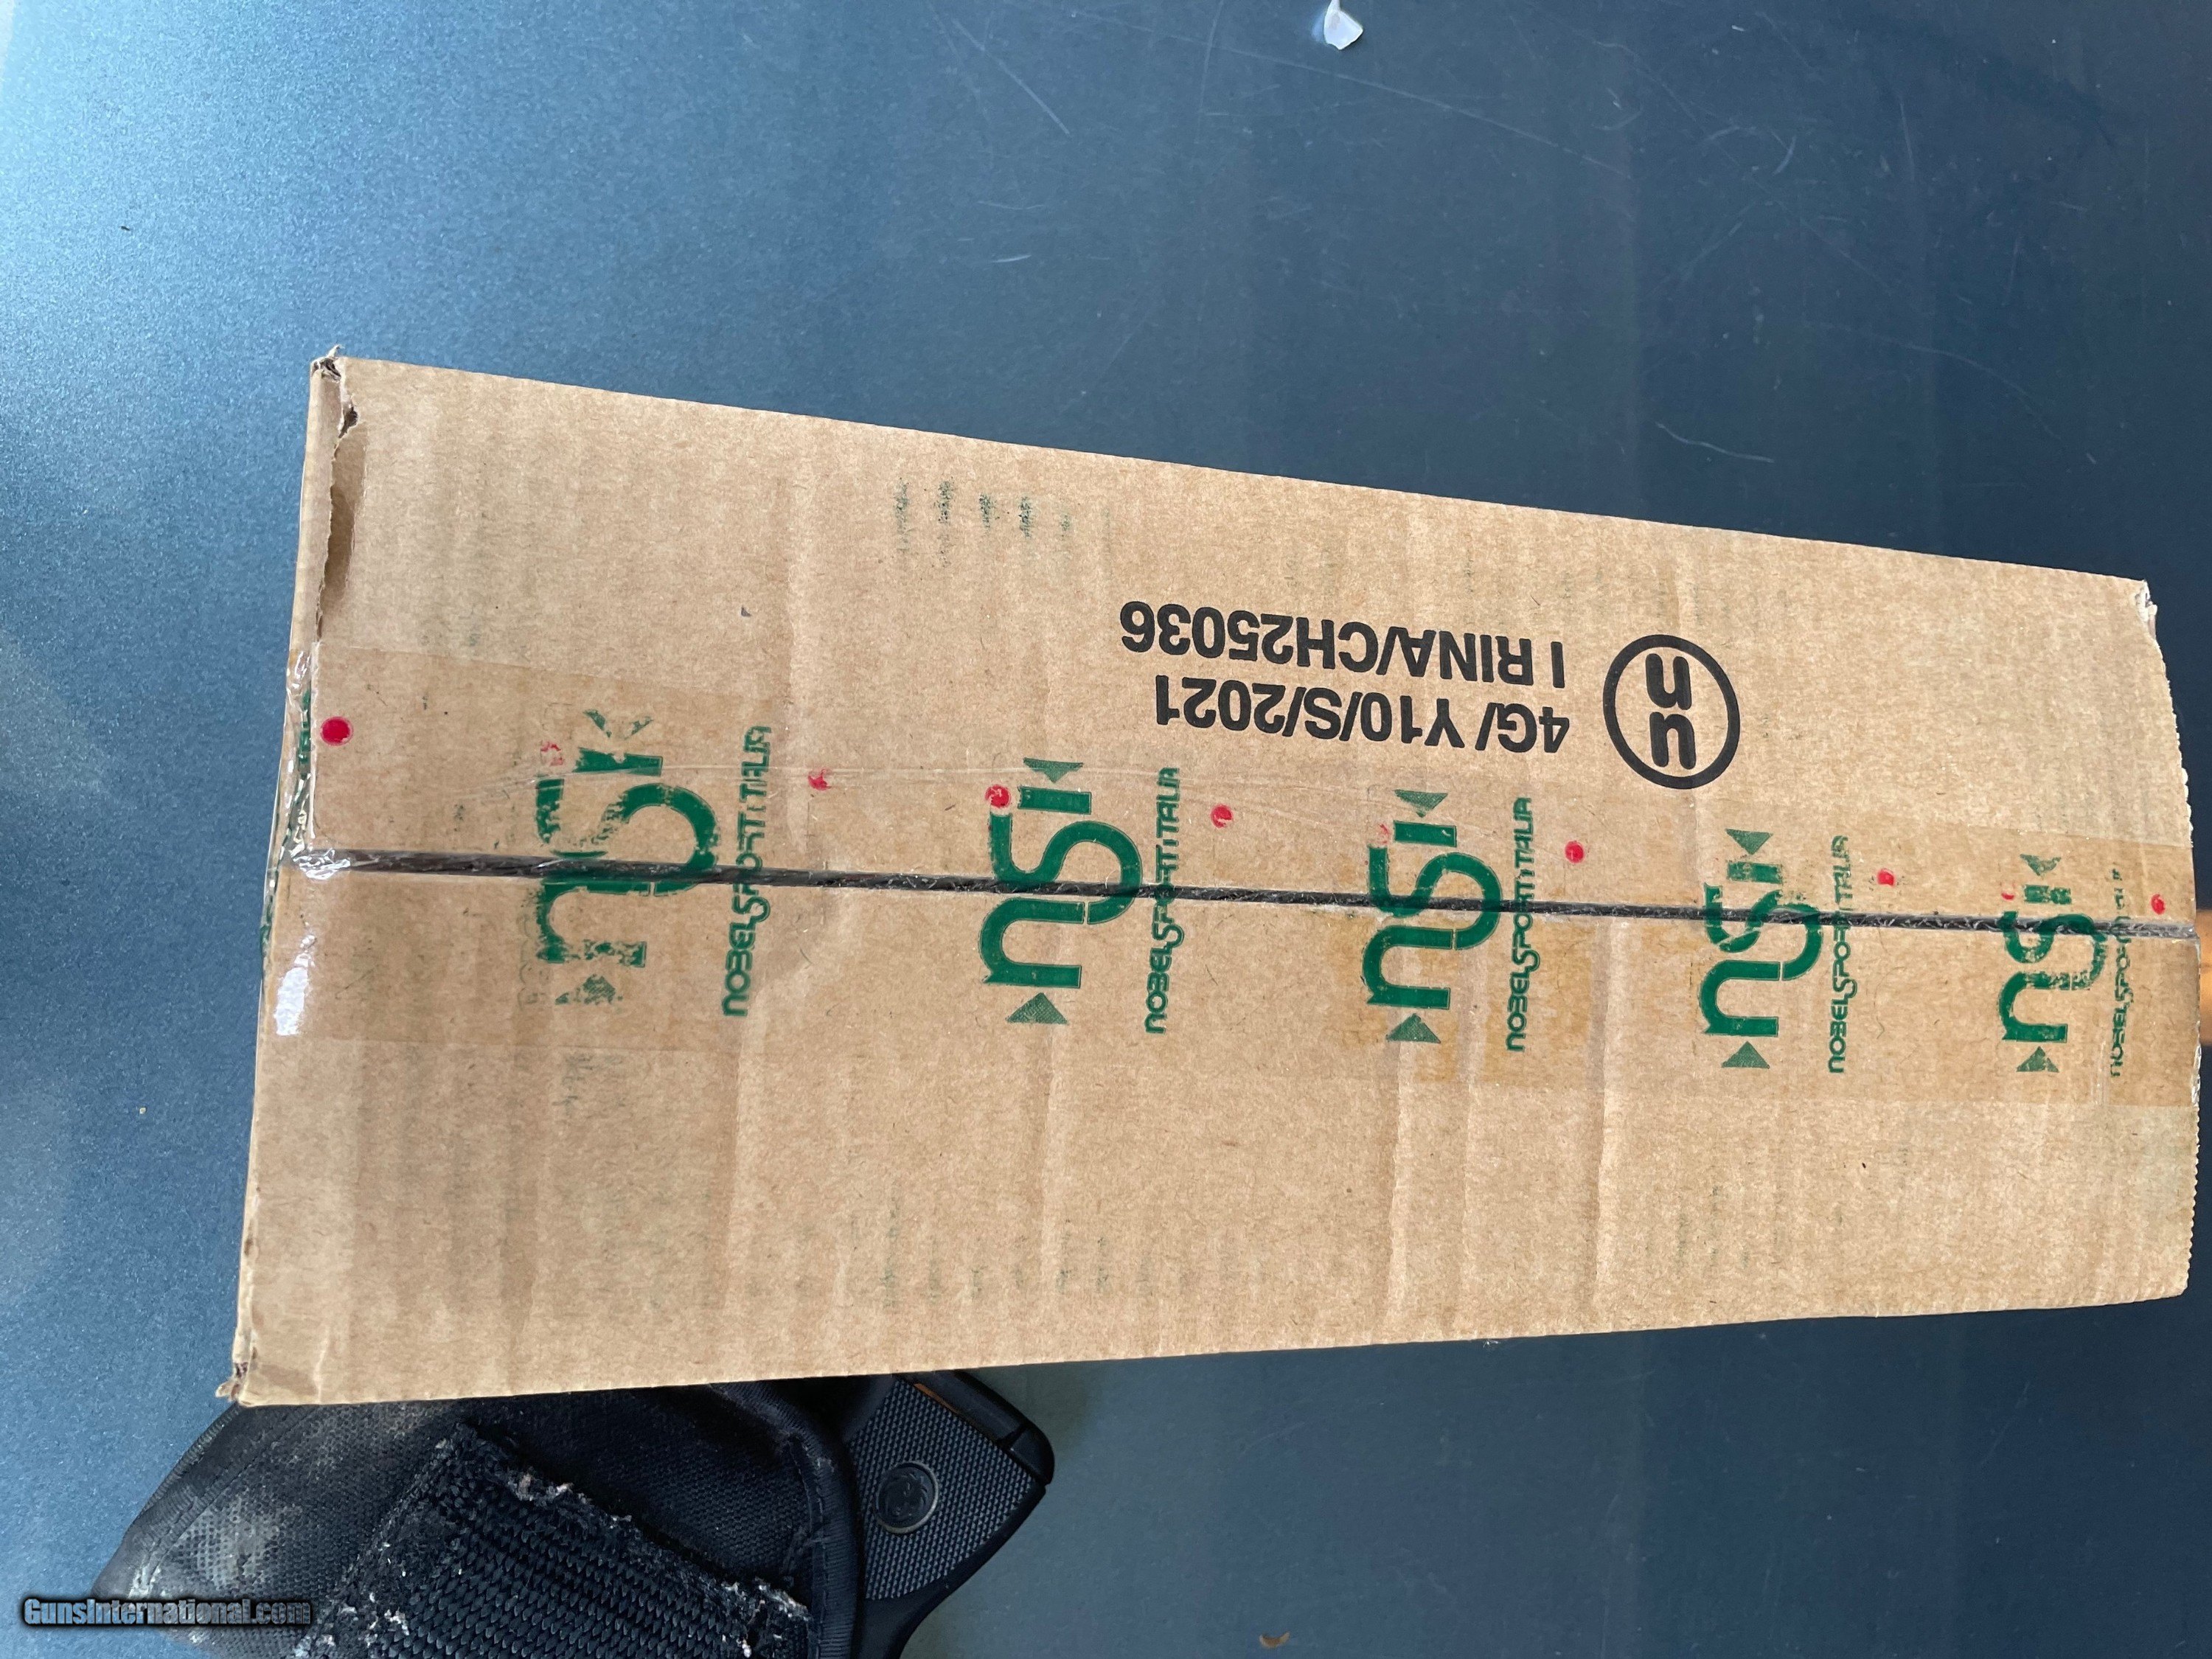 un
4G/ Y10/S/2021
I RINA/CH25036
nsi
NOBELSPORT ITALIA
nsi
NOBELSPORT ITALIA
nsi
NOBELSPORT ITALIA
nsi
NOBELSPORT ITALIA
nsi
GunsInternational.com